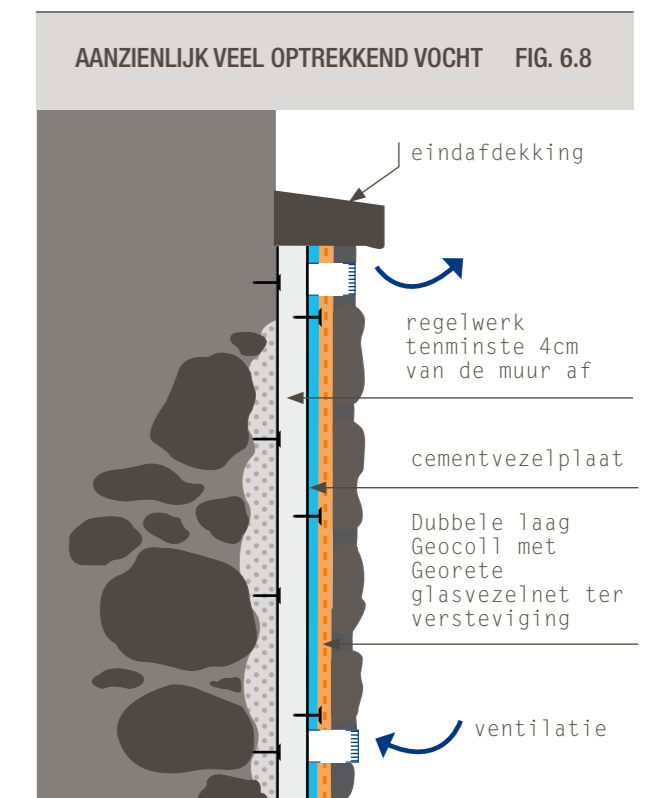 AANZIENLIJK VEEL OPTREKKEND VOCHT FIG. 6.8
eindafdekking
regelwerk
tenminste 4cm
van de muur af
cementvezelplaat
Dubbele laag
Geocoll met
Georete
glasvezelnet ter
versteviging
ventilatie